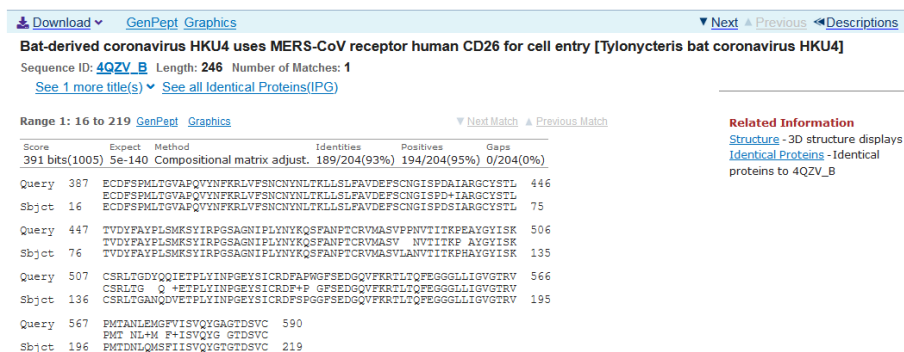 Download GenPept Graphics Next Previous Descriptions
Bat-derived coronavirus HKU4 uses MERS-CoV receptor human CD26 for cell entry [Tylonycteris bat coronavirus HKU4]
Sequence ID: 4QZV_B Length: 246 Number of Matches: 1
See 1 more title(s) See all Identical Proteins(IPG)
Range 1: 16 to 219 GenPept Graphics Next Match Previous Match
Score Expect Method Identities Positives Gaps
391 bits(1005) 5e-140 Compositional matrix adjust. 189/204(93%) 194/204(95%) 0/204(0%)
Query 387 ECDFSPMLTGVAPQVYNFKRLVFSNCNYNLTKLLSLFAVDEFSCNGISPDAIARGCYSTL 446
ECDFSPMLTGVAPQVYNFKRLVFSNCNYNLTKLLSLFAVDEFSCNGISPD+IARGCYSTL
Sbjct 16 ECDFSPMLTGVAPQVYNFKRLVFSNCNYNLTKLLSLFAVDEFSCNGISPDSIARGCYSTL 75
Query 447 TVDYFAYPLSMKSYIRPGSAGNIPLYNYKQSFANPTCRVMASVPPNVTITKPEAYGYISK 506
TVDYFAYPLSMKSYIRPGSAGNIPLYNYKQSFANPTCRVMASV NVTITKP AYGYISK
Sbjct 76 TVDYFAYPLSMKSYIRPGSAGNIPLYNYKQSFANPTCRVMASVLANVTITKPHAYGYISK 135
Query 507 CSRLTGDYQQIETPLYINPGEYSICRDFAPWGFSEDGQVFKRTLTQFEGGGLLIGVGTRV 566
CSRLTG Q +ETPLYINPGEYSICRDF+P GFSEDGQVFKRTLTQFEGGGLLIGVGTRV
Sbjct 136 CSRLTGANQDVETPLYINPGEYSICRDFSPGGFSEDGQVFKRTLTQFEGGGLLIGVGTRV 195
Query 567 PMTANLEMGFVISVQYGAGTDSVC 590
PMT NL+M F+ISVQYG GTDSVC
Sbjct 196 PMTDNLQMSFIISVQYGTGTDSVC 219
Related Information
Structure - 3D structure displays
Identical Proteins - Identical
proteins to 4QZV_B